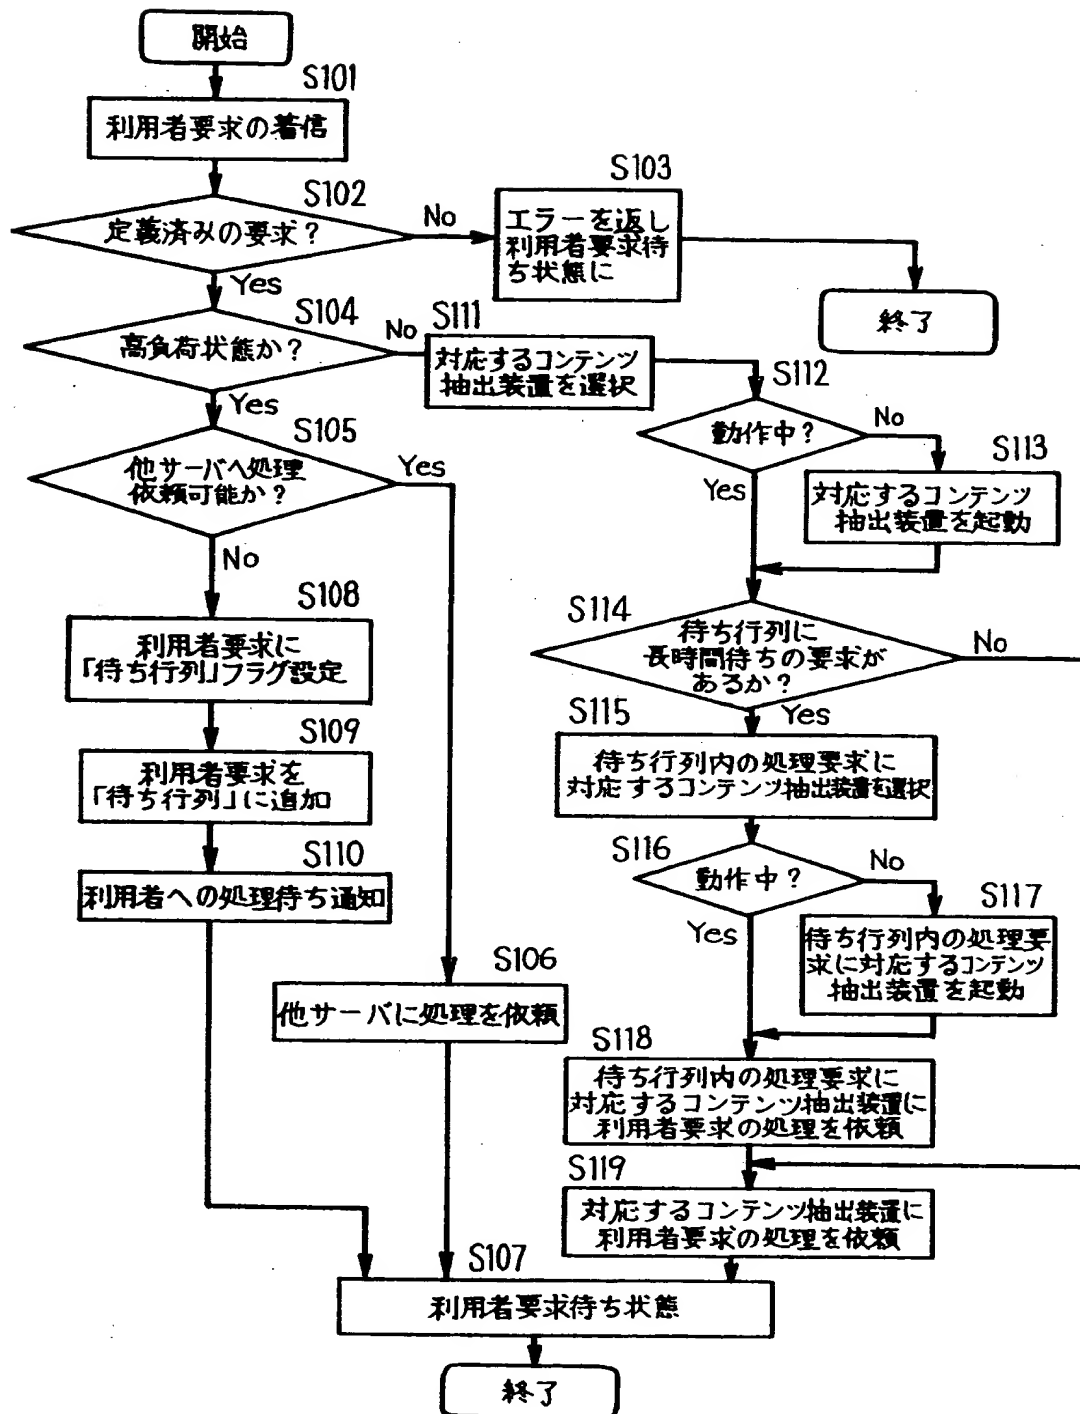 開始
S101
利用者要求の着信
S102
定義済みの要求?
No
Yes
S103
エラーを返し
利用者要求待
ち状態に
終了
S104
高負荷状態か?
No
Yes
S111
対応するコンテンツ
抽出装置を選択
S112
動作中?
No
Yes
S113
対応するコンテンツ
抽出装置を起動
S105
他サーバへ処理
依頼可能か?
Yes
No
S108
利用者要求に
「待ち行列」フラグ設定
S109
利用者要求を
「待ち行列」に追加
S110
利用者への処理待ち通知
S106
他サーバに処理を依頼
S114
待ち行列に
長時間待ちの要求が
あるか?
No
Yes
S115
待ち行列内の処理要求に
対応するコンテンツ抽出装置を選択
S116
動作中?
No
Yes
S117
待ち行列内の処理要
求に対応するコンテンツ
抽出装置を起動
S118
待ち行列内の処理要求に
対応するコンテンツ抽出装置に
利用者要求の処理を依頼
S119
対応するコンテンツ抽出装置に
利用者要求の処理を依頼
S107
利用者要求待ち状態
終了